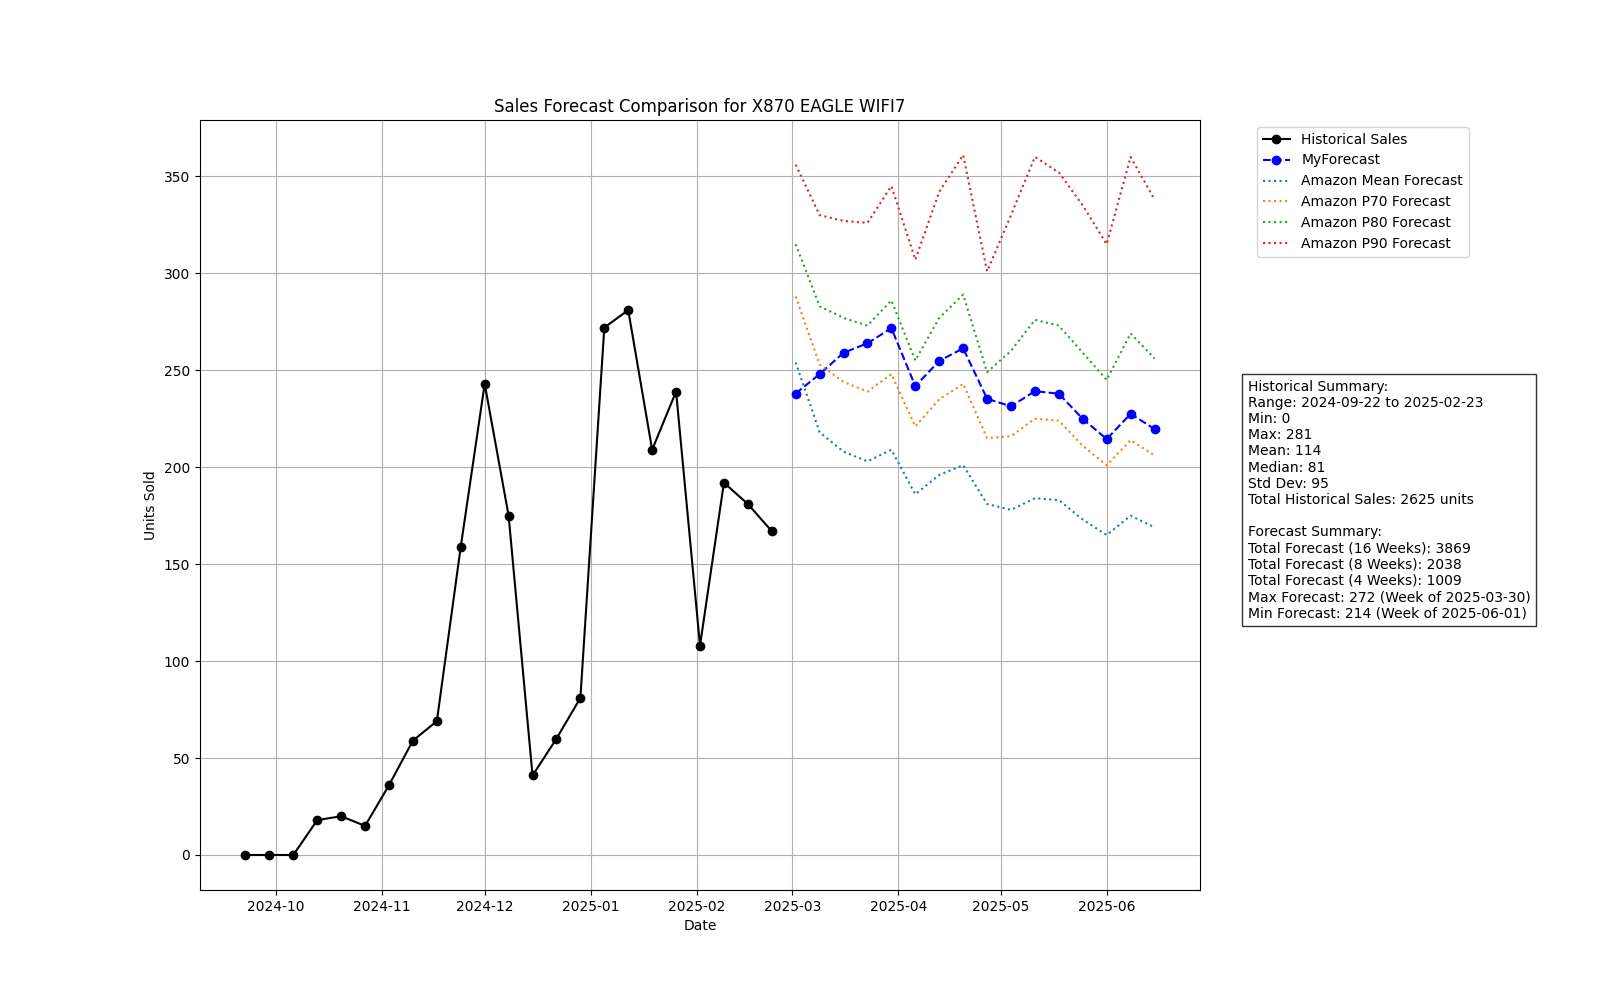 Sales Forecast Comparison for X870 EAGLE WIFI7
Units Sold
350
300
250
200
150
100
50
0
2024-10
2024-11
2024-12
2025-01
2025-02
2025-03
2025-04
2025-05
2025-06
Date
Historical Sales
MyForecast
Amazon Mean Forecast
Amazon P70 Forecast
Amazon P80 Forecast
Amazon P90 Forecast
Historical Summary:
Range: 2024-09-22 to 2025-02-23
Min: 0
Max: 281
Mean: 114
Median: 81
Std Dev: 95
Total Historical Sales: 2625 units
Forecast Summary:
Total Forecast (16 Weeks): 3869
Total Forecast (8 Weeks): 2038
Total Forecast (4 Weeks): 1009
Max Forecast: 272 (Week of 2025-03-30)
Min Forecast: 214 (Week of 2025-06-01)